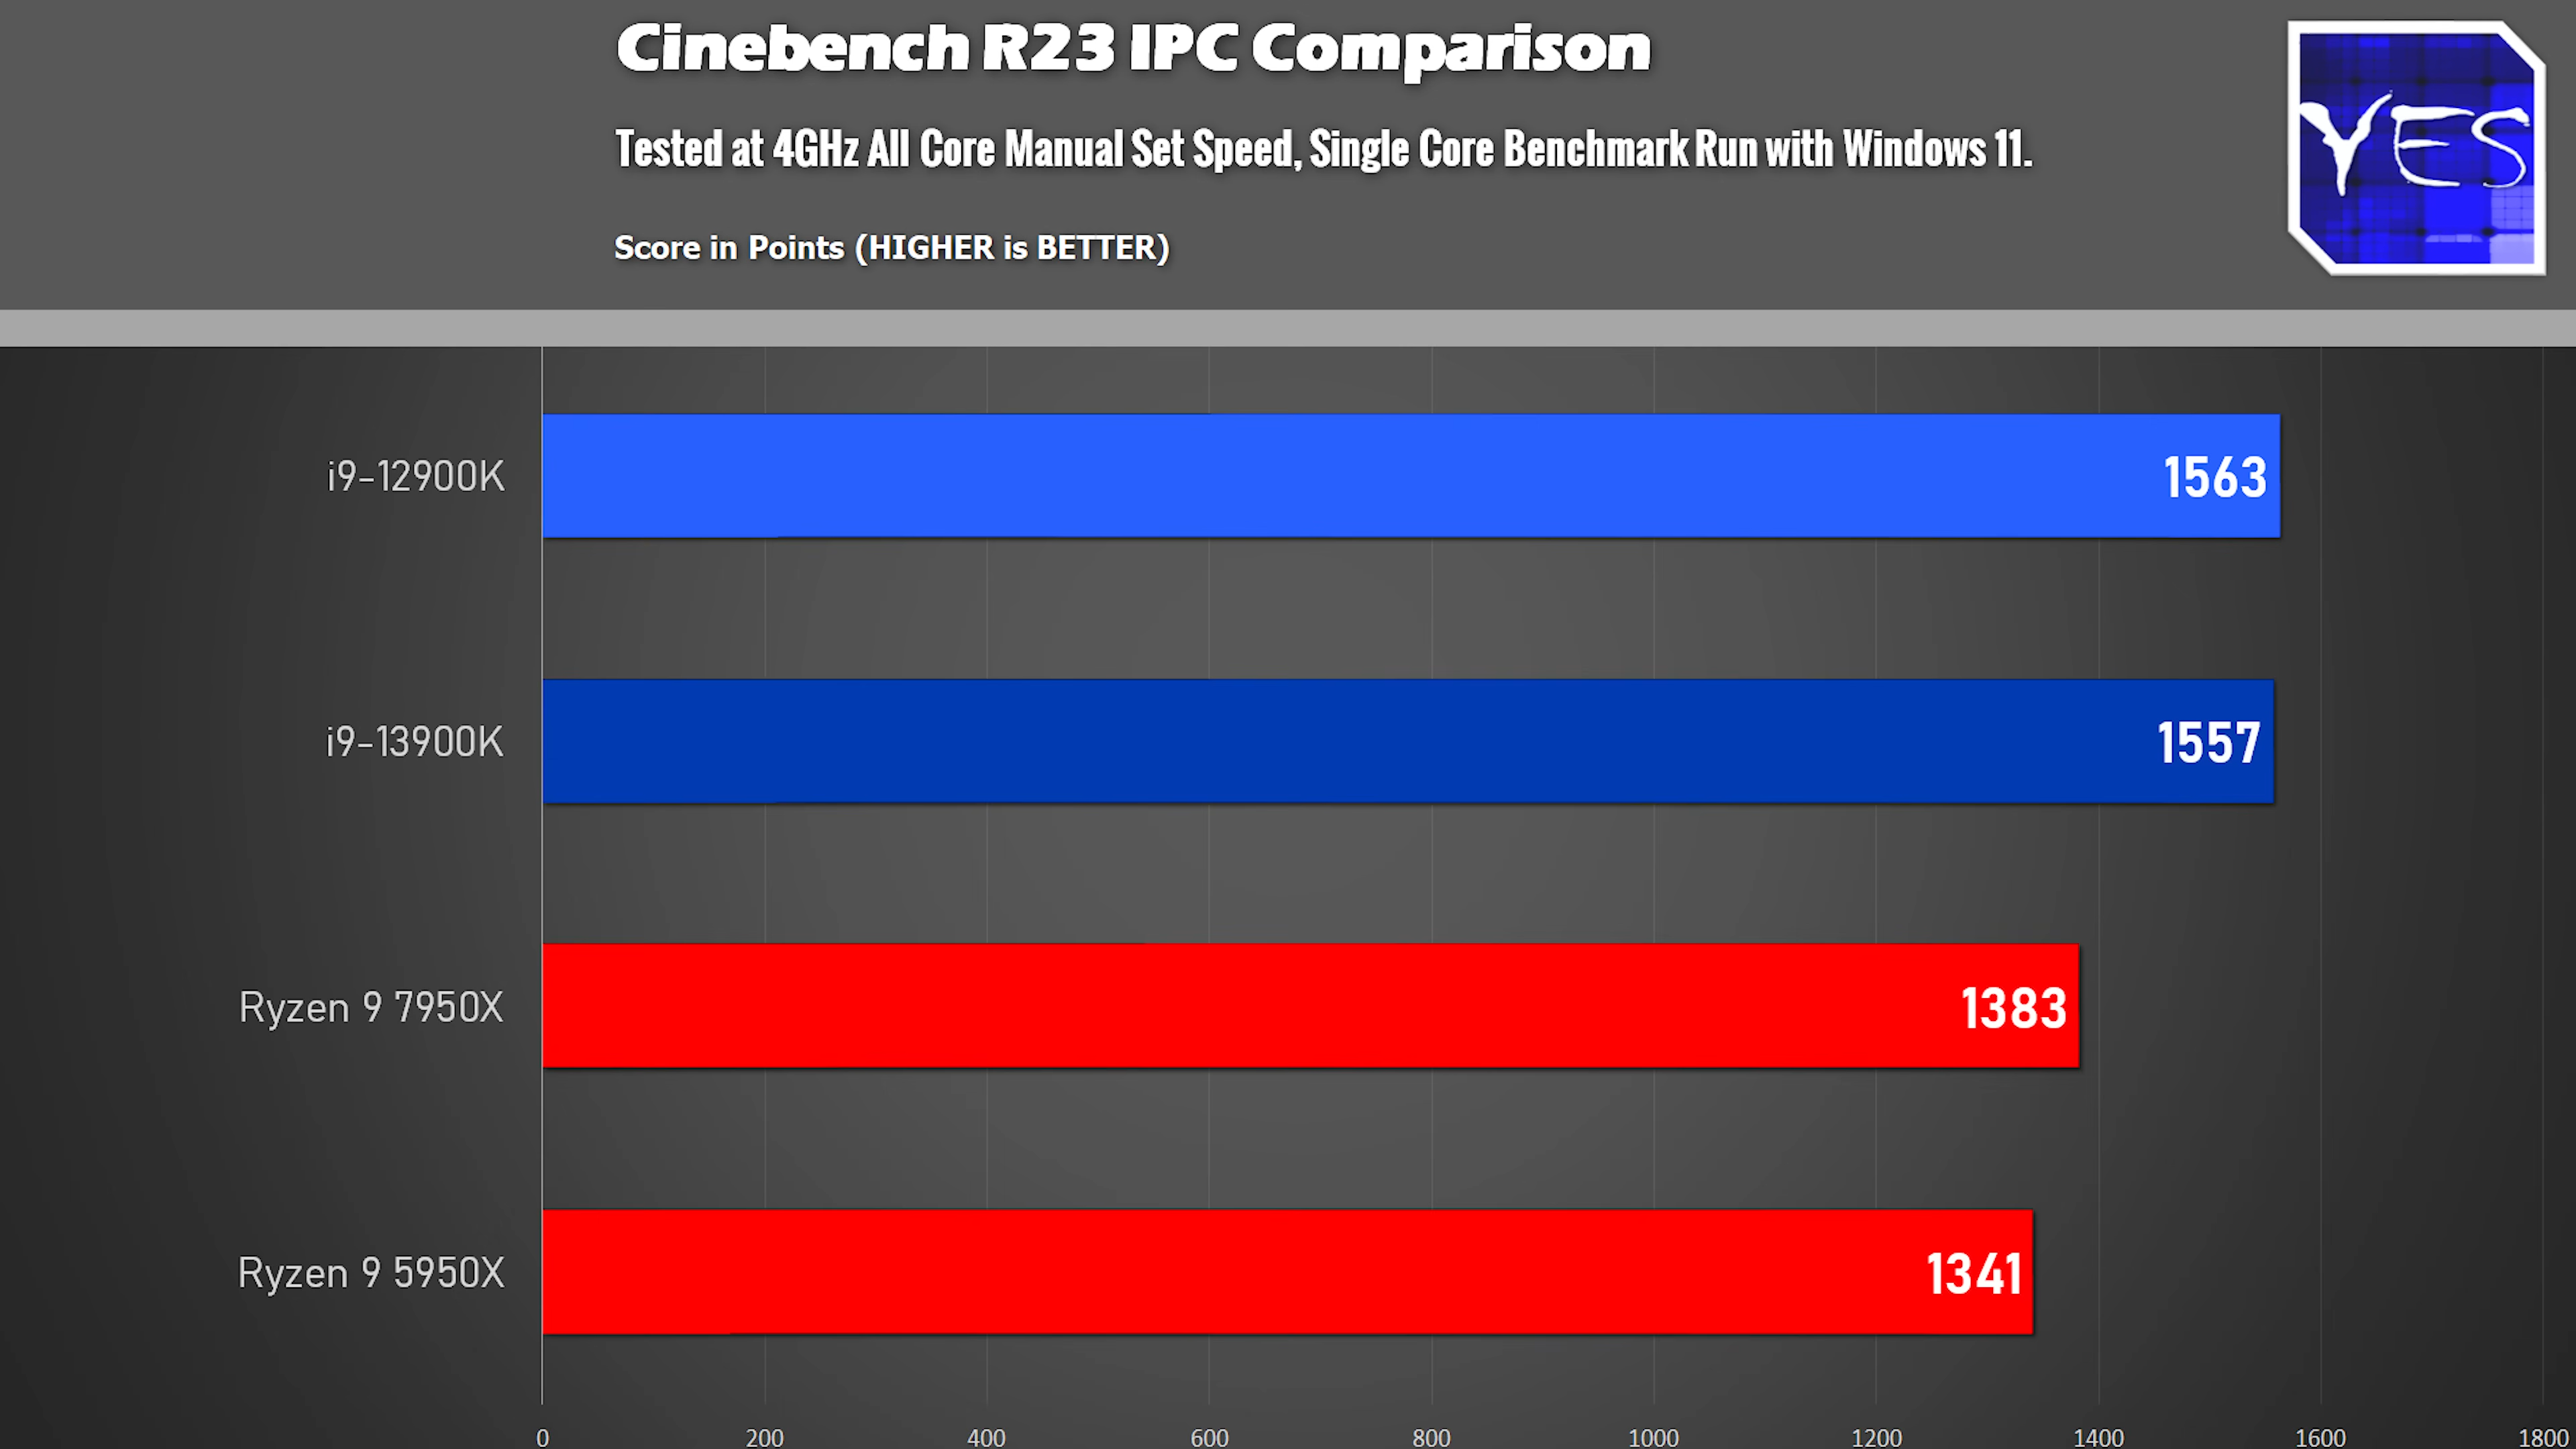 Cinebench R23 IPC Comparison
Tested at 4GHz All Core Manual Set Speed, Single Core Benchmark Run with Windows 11.
YES
Score in Points (HIGHER is BETTER)
i9-12900K 1563
i9-13900K 1557
Ryzen 9 7950X 1383
Ryzen 9 5950X 1341
0 200 400 600 800 1000 1200 1400 1600 1800